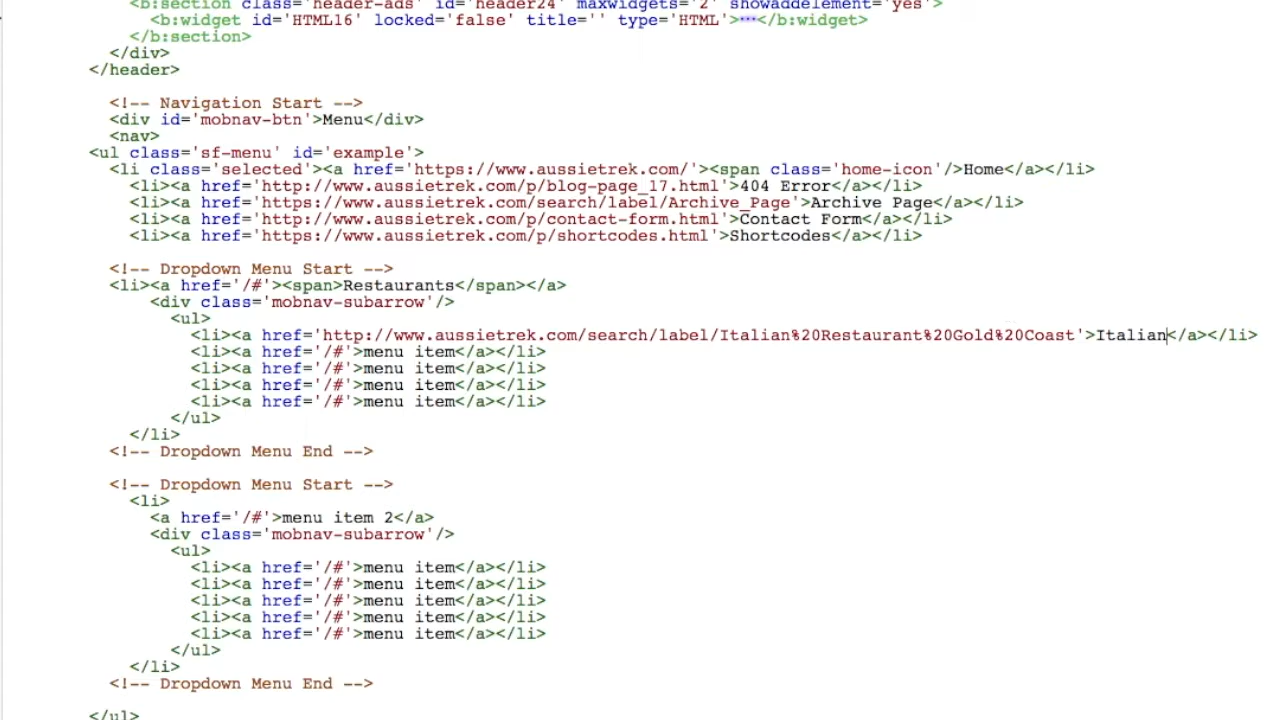 <b:section class='header-ads' id='header24' maxwidgets='2' showaddelement='yes'>
<b:widget id='HTML16' locked='false' title='' type='HTML'>⋯</b:widget>
</b:section>
</div>
</header>
<!-- Navigation Start -->
<div id='mobnav-btn'>Menu</div>
<nav>
<ul class='sf-menu' id='example'>
<li class='selected'><a href='https://www.aussietrek.com/'><span class='home-icon'/>Home</a></li>
<li><a href='http://www.aussietrek.com/p/blog-page_17.html'>404 Error</a></li>
<li><a href='http://www.aussietrek.com/search/label/Archive_Page'>Archive Page</a></li>
<li><a href='http://www.aussietrek.com/p/contact-form.html'>Contact Form</a></li>
<li><a href='https://www.aussietrek.com/p/shortcodes.html'>Shortcodes</a></li>
<!-- Dropdown Menu Start -->
<li><a href='/#'><span>Restaurants</span></a>
<div class='mobnav-subarrow'/>
<ul>
<li><a href='http://www.aussietrek.com/search/label/Italian%20Restaurant%20Gold%20Coast'>Italian</a></li>
<li><a href='/#'>menu item</a></li>
<li><a href='/#'>menu item</a></li>
<li><a href='/#'>menu item</a></li>
<li><a href='/#'>menu item</a></li>
</ul>
</li>
<!-- Dropdown Menu End -->
<!-- Dropdown Menu Start -->
<li>
<a href='/#'>menu item 2</a>
<div class='mobnav-subarrow'/>
<ul>
<li><a href='/#'>menu item</a></li>
<li><a href='/#'>menu item</a></li>
<li><a href='/#'>menu item</a></li>
<li><a href='/#'>menu item</a></li>
<li><a href='/#'>menu item</a></li>
</ul>
</li>
<!-- Dropdown Menu End -->
</ul>